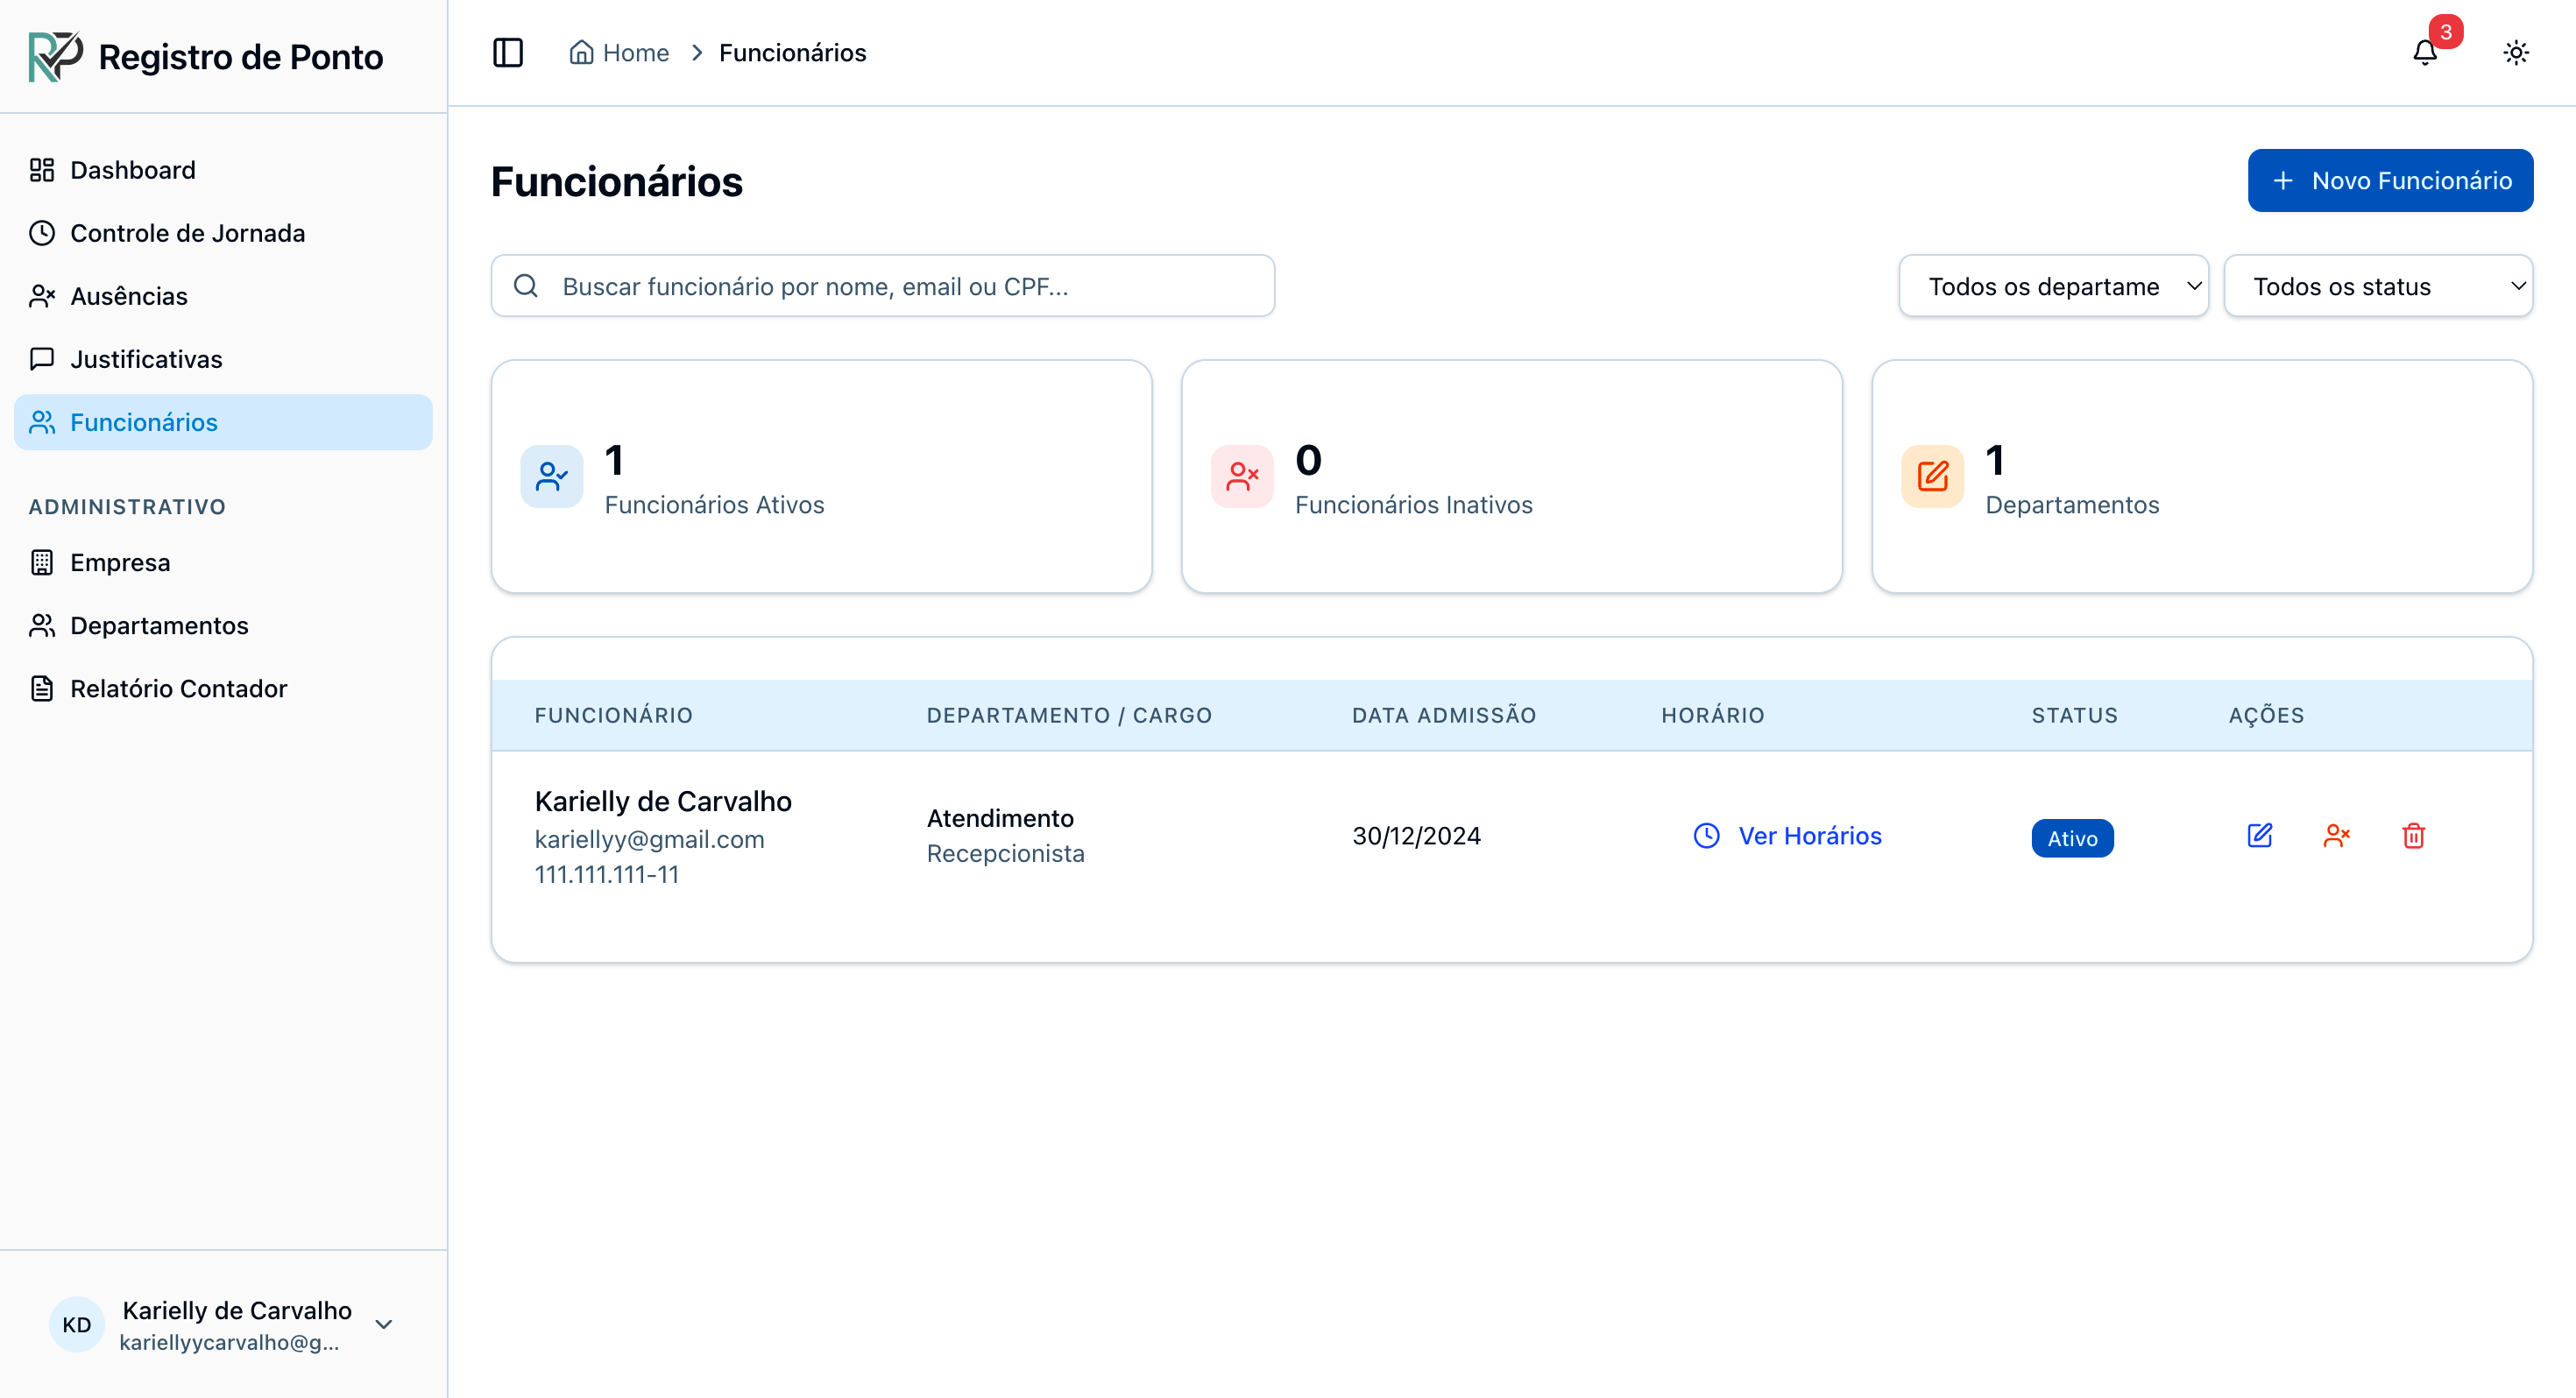 RP Registro de Ponto
Dashboard
Controle de Jornada
Ausências
Justificativas
Funcionários
ADMINISTRATIVO
Empresa
Departamentos
Relatório Contador
KD
Karielly de Carvalho
kariellyycarvalho@g...
Home > Funcionários
3
Funcionários
+ Novo Funcionário
Buscar funcionário por nome, email ou CPF...
Todos os departame
Todos os status
1
Funcionários Ativos
0
Funcionários Inativos
1
Departamentos
FUNCIONÁRIO DEPARTAMENTO / CARGO DATA ADMISSÃO HORÁRIO STATUS AÇÕES
Karielly de Carvalho
kariellyy@gmail.com
111.111.111-11
Atendimento
Recepcionista
30/12/2024
Ver Horários
Ativo